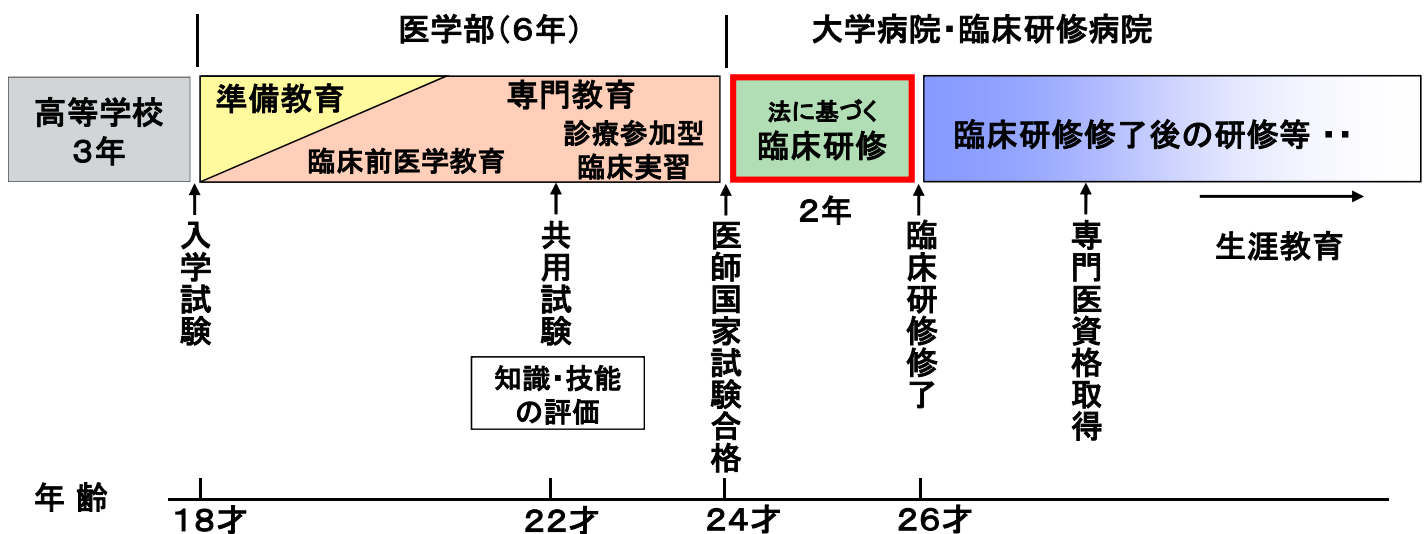 医学部(６年)
大学病院・臨床研修病院
高等学校
３年
準備教育
専門教育
臨床前医学教育
診療参加型
臨床実習
法に基づく
臨床研修
臨床研修修了後の研修等 ・・
２年
入学試験
共用試験
知識・技能
の評価
医師国家試験合格
臨床研修修了
専門医資格取得
生涯教育
年 齢
18才
22才
24才
26才